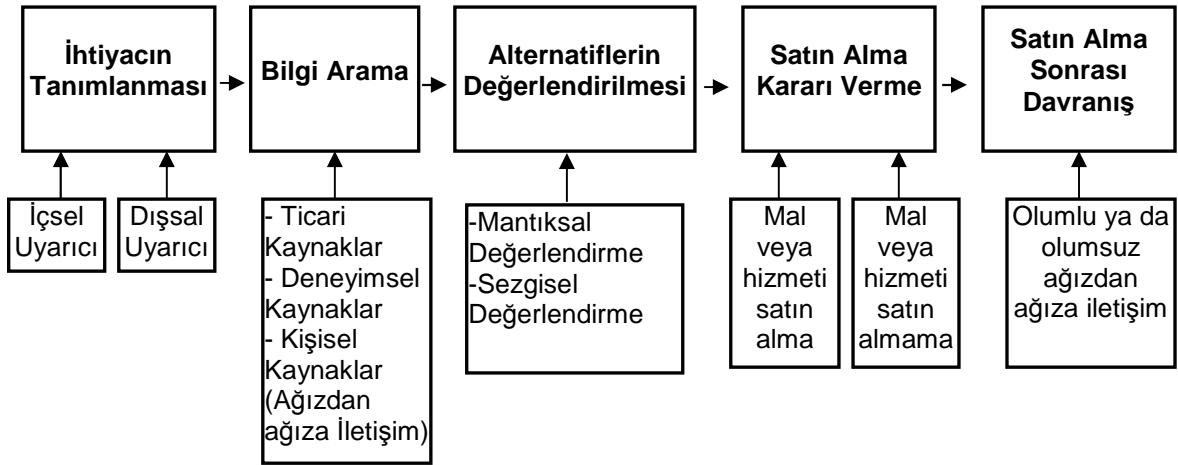 İhtiyacın
Tanımlanması
Bilgi Arama
Alternatiflerin
Değerlendirilmesi
Satın Alma
Kararı Verme
Satın Alma
Sonrası
Davranış
İçsel
Uyarıcı
Dışsal
Uyarıcı
- Ticari
Kaynaklar
- Deneyimsel
Kaynaklar
- Kişisel
Kaynaklar
(Ağızdan
ağıza İletişim)
-Mantıksal
Değerlendirme
-Sezgisel
Değerlendirme
Mal
veya
hizmeti
satın
alma
Mal
veya
hizmeti
satın
almama
Olumlu ya da
olumsuz
ağızdan
ağıza iletişim